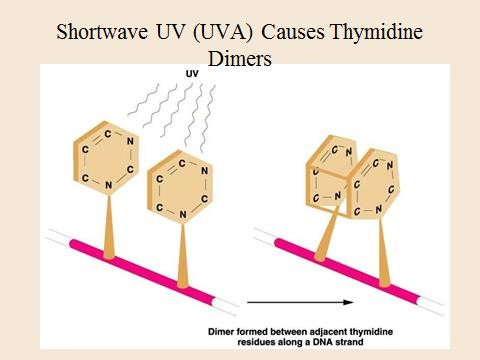 Shortwave UV (UVA) Causes Thymidine
Dimers
UV
C
C
N
C
C
N
C
C
N
C
C
N
C
C
N
C
C
N
C
C
N
C
C
N
Dimer formed between adjacent thymidine
residues along a DNA strand